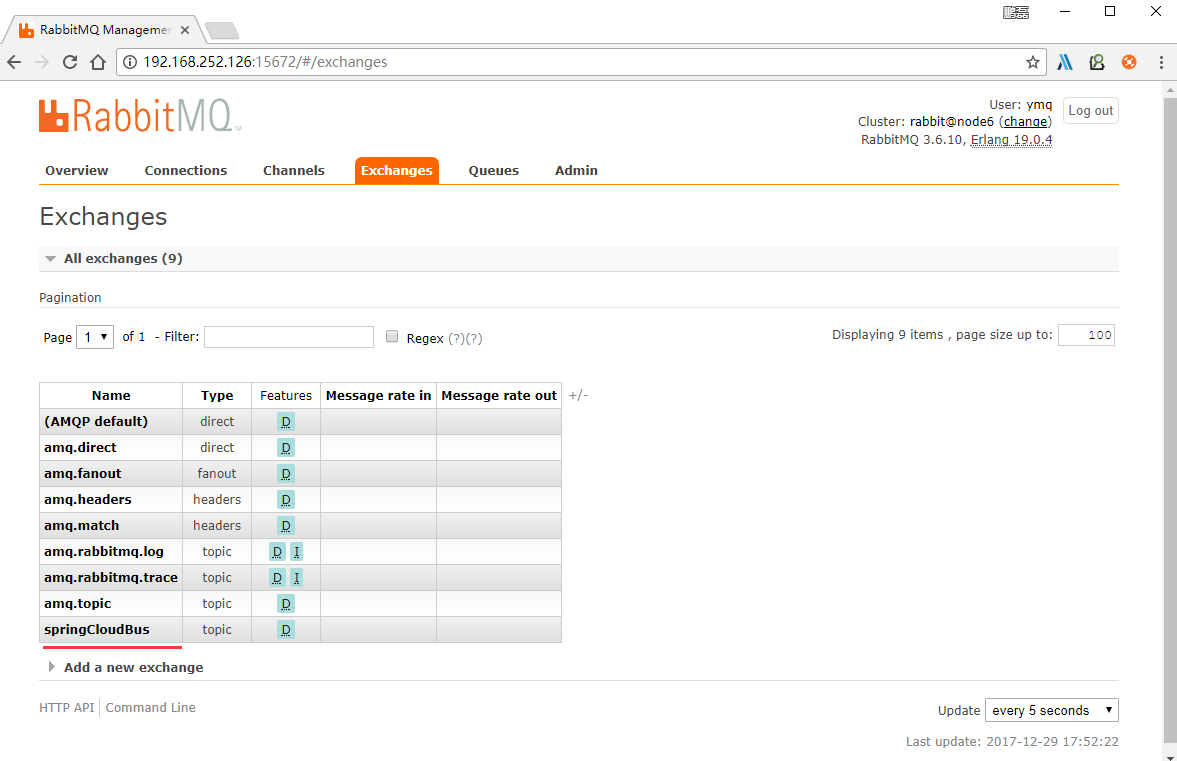 鹏磊
RabbitMQ Managemen
192.168.252.126:15672/#/exchanges
RabbitMQ™
User: ymq
Log out
Cluster: rabbit@node6 (change)
RabbitMQ 3.6.10, Erlang 19.0.4
Overview Connections Channels Exchanges Queues Admin
Exchanges
All exchanges (9)
Pagination
Page 1 of 1 - Filter: Regex (?)(?) Displaying 9 items , page size up to: 100
Name Type Features Message rate in Message rate out +/-
(AMQP default) direct D
amq.direct direct D
amq.fanout fanout D
amq.headers headers D
amq.match headers D
amq.rabbitmq.log topic D I
amq.rabbitmq.trace topic D I
amq.topic topic D
springCloudBus topic D
Add a new exchange
HTTP API Command Line
Update every 5 seconds
Last update: 2017-12-29 17:52:22